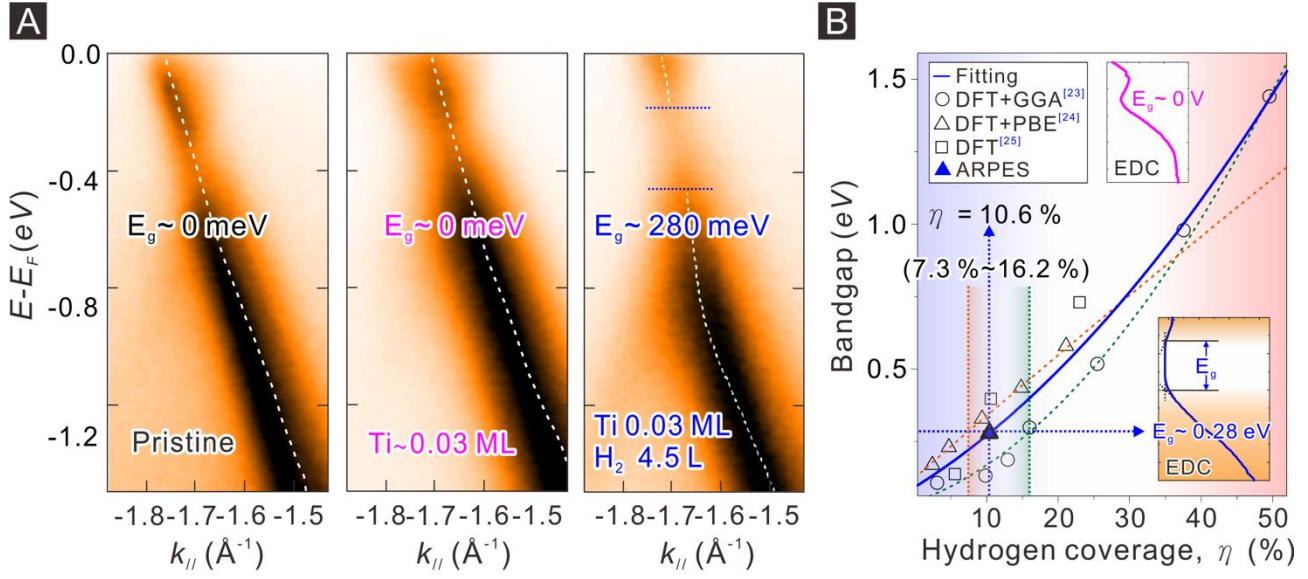 A
0.0
-0.4
-0.8
-1.2
E-E_F (eV)
E_g ~ 0 meV
Pristine
-1.8 -1.7 -1.6 -1.5
k_// (Å⁻¹)
E_g ~ 0 meV
Ti~0.03 ML
-1.8 -1.7 -1.6 -1.5
k_// (Å⁻¹)
E_g ~ 280 meV
Ti 0.03 ML
H₂ 4.5 L
-1.8 -1.7 -1.6 -1.5
k_// (Å⁻¹)
B
1.5
1.0
0.5
Bandgap (eV)
Fitting
DFT+GGA[23]
DFT+PBE[24]
DFT[25]
ARPES
E_g ~ 0 V
EDC
η = 10.6 %
(7.3 %~16.2 %)
E_g
E_g ~ 0.28 eV
EDC
10 20 30 40 50
Hydrogen coverage, η (%)